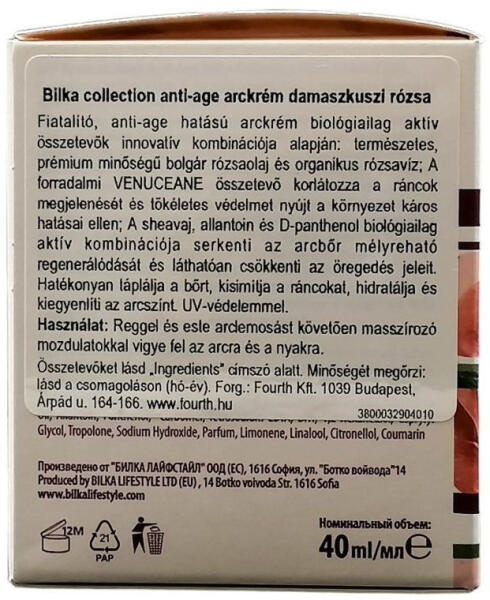 Bilka collection anti-age arckrém damaszkuszi rózsa
Fiatalító, anti-age hatású arckrém biológiailag aktív
összetevők innovatív kombinációja alapján: természetes,
prémium minőségű bolgár rózsaolaj és organikus rózsavíz; A
forradalmi VENUCEANE összetevő korlátozza a ráncok
megjelenését és tökéletes védelmet nyújt a környezet káros
hatásai ellen; A sheavaj, allantoin és D-panthenol biológiailag
aktív kombinációja serkenti az arcbőr mélyreható
regenerálódását és láthatóan csökkenti az öregedés jeleit.
Hatékonyan táplálja a bőrt, kisimítja a ráncokat, hidratálja és
kiegyenlíti az arcszínt. UV-védelemmel.
Használat: Reggel és este arclemosást követően masszírozó
mozdulatokkal vigye fel az arcra és a nyakra.
Összetevőket lásd „Ingredients" címszó alatt. Minőségét megőrzi:
lásd a csomagoláson (hó-év). Forg.: Fourth Kft. 1039 Budapest,
Árpád u. 164-166. www.fourth.hu
3800032904010
Glycol, Tropolone, Sodium Hydroxide, Parfum, Limonene, Linalool, Citronellol, Coumarin
Произведено от "БИЛКА ЛАЙФСТАЙЛ" ООД (ЕС), 1616 София, ул. "Ботко войвода"14
Produced by BILKA LIFESTYLE LTD (EU) , 14 Botko voivoda Str. 1616 Sofia
www.bilkalifestyle.com
12M
21
PAP
Номинальный объем:
40ml/мл℮